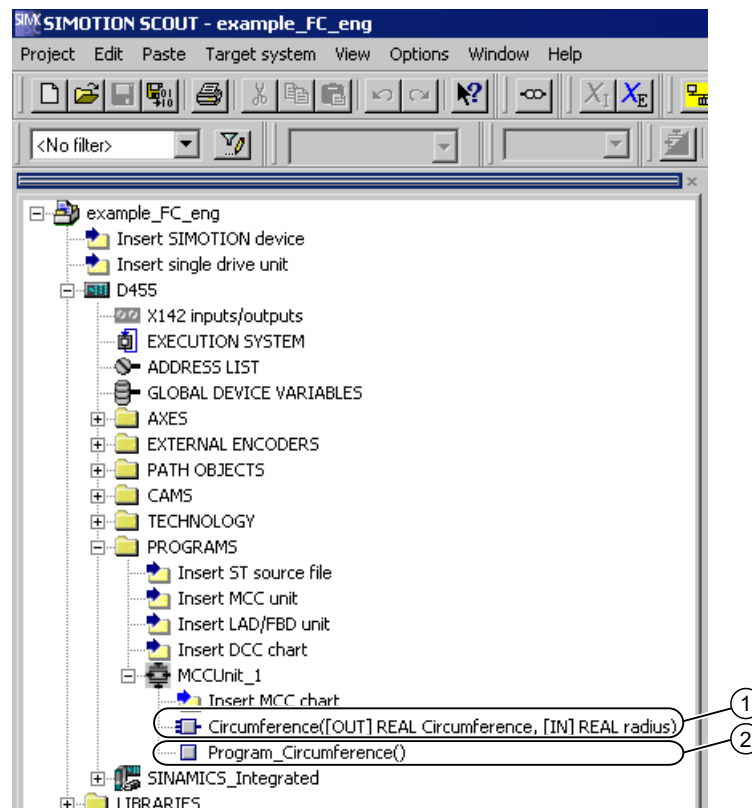 SIMOTION SCOUT - example_FC_eng
Project Edit Paste Target system View Options Window Help
X_I X_E
<No filter>
example_FC_eng
Insert SIMOTION device
Insert single drive unit
D455
X142 inputs/outputs
EXECUTION SYSTEM
ADDRESS LIST
GLOBAL DEVICE VARIABLES
AXES
EXTERNAL ENCODERS
PATH OBJECTS
CAMS
TECHNOLOGY
PROGRAMS
Insert ST source file
Insert MCC unit
Insert LAD/FBD unit
Insert DCC chart
MCCUnit_1
Insert MCC chart
Circumference([OUT] REAL Circumference, [IN] REAL radius) 1
Program_Circumference() 2
SINAMICS_Integrated
LIBRARIES